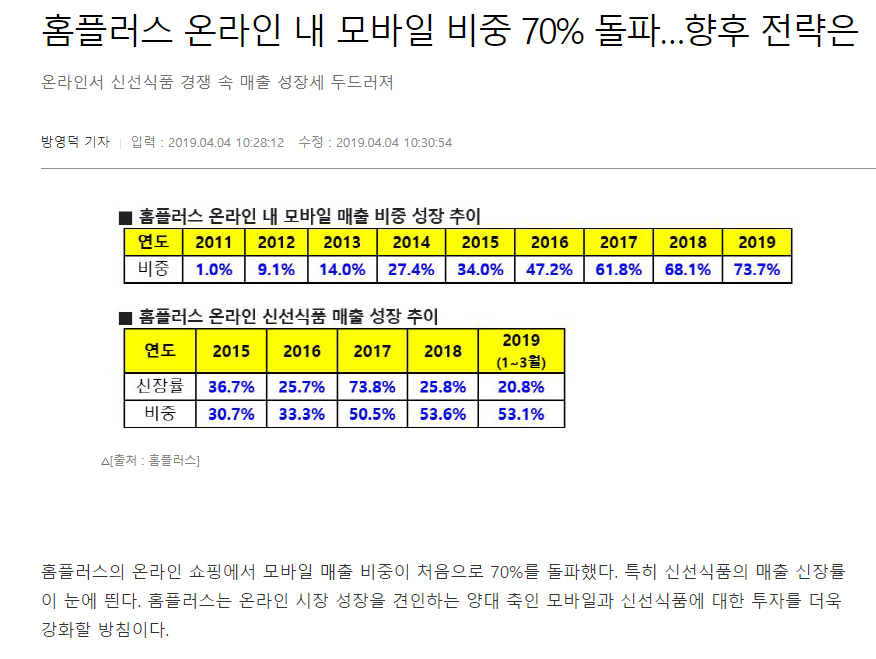 홈플러스 온라인 내 모바일 비중 70% 돌파...향후 전략은
온라인서 신선식품 경쟁 속 매출 성장세 두드러져
방영덕 기자 | 입력 : 2019.04.04 10:28:12 수정 : 2019.04.04 10:30:54
■ 홈플러스 온라인 내 모바일 매출 비중 성장 추이
연도 2011 2012 2013 2014 2015 2016 2017 2018 2019
비중 1.0% 9.1% 14.0% 27.4% 34.0% 47.2% 61.8% 68.1% 73.7%
■ 홈플러스 온라인 신선식품 매출 성장 추이
연도 2015 2016 2017 2018 2019
(1~3월)
신장률 36.7% 25.7% 73.8% 25.8% 20.8%
비중 30.7% 33.3% 50.5% 53.6% 53.1%
△[출처 : 홈플러스]
홈플러스의 온라인 쇼핑에서 모바일 매출 비중이 처음으로 70%를 돌파했다. 특히 신선식품의 매출 신장률
이 눈에 띈다. 홈플러스는 온라인 시장 성장을 견인하는 양대 축인 모바일과 신선식품에 대한 투자를 더욱
강화할 방침이다.